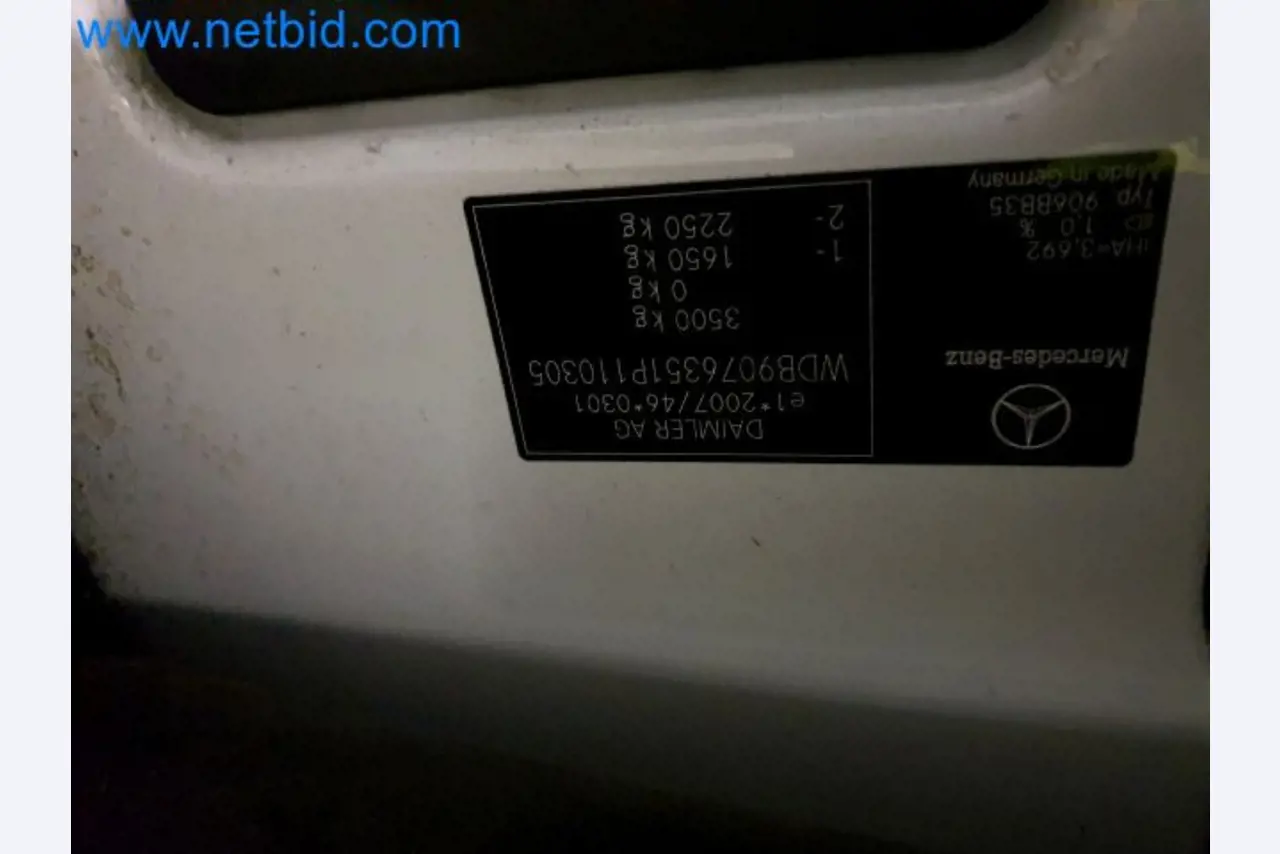 www.netbid.com
Mercedes-Benz
DAIMLER AG
e1*2007/46*0301
WDB9076351P110305
3500 kg
0 kg
1- 1650 kg
2- 2250 kg
iHA=3,692
1.0 %
Typ 906BB35
Made in Germany